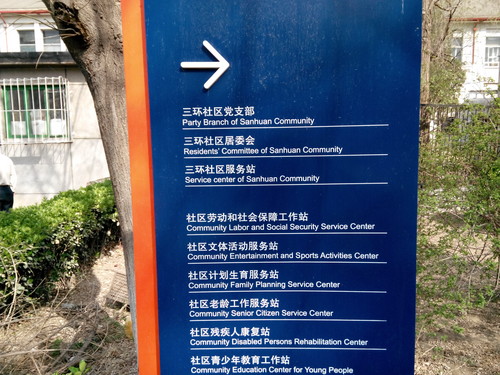 三环社区党支部
Party Branch of Sanhuan Community
三环社区居委会
Residents' Committee of Sanhuan Community
三环社区服务站
Service center of Sanhuan Community
社区劳动和社会保障工作站
Community Labor and Social Security Service Center
社区文体活动服务站
Community Entertainment and Sports Activities Center
社区计划生育服务站
Community Family Planning Service Center
社区老龄工作服务站
Community Senior Citizen Service Center
社区残疾人康复站
Community Disabled Persons Rehabilitation Center
社区青少年教育工作站
Community Education Center for Young People